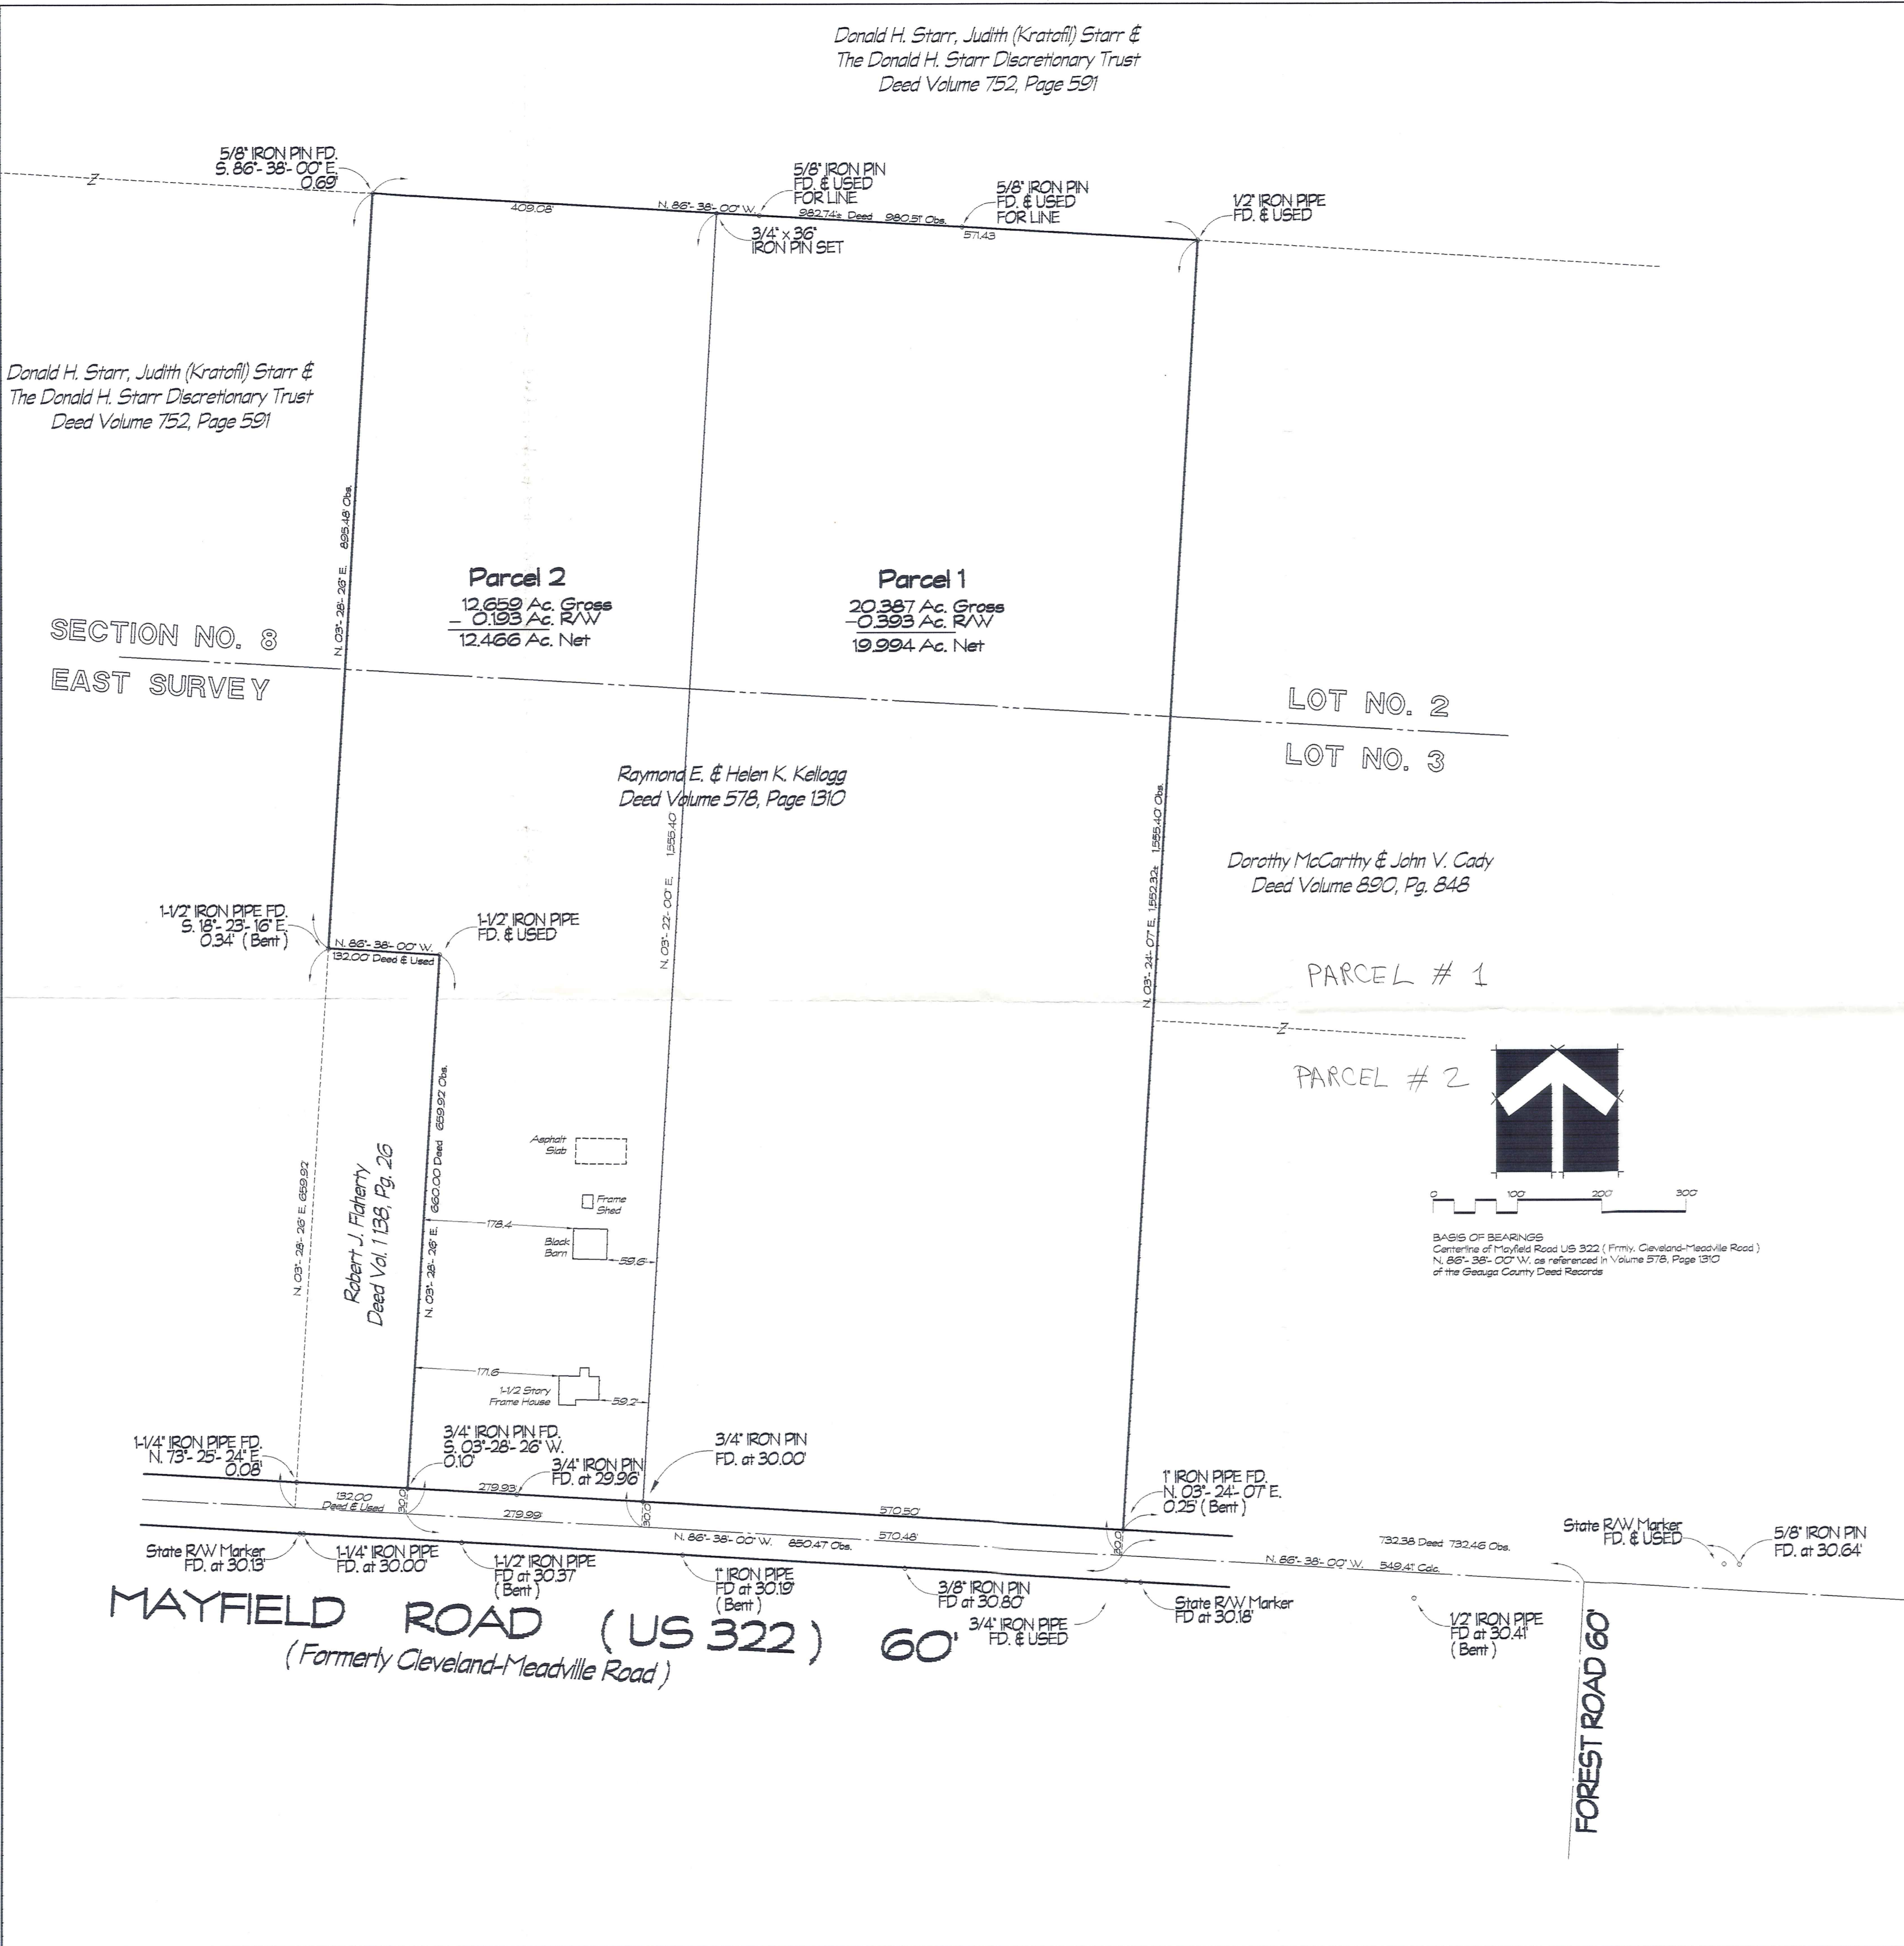 Donald H. Starr, Judith (Kratofil) Starr &
The Donald H. Starr Discretionary Trust
Deed Volume 752, Page 591
5/8" IRON PIN FD.
S. 86°- 38'- 00" E.
0.69'
Z
409.08'
N. 86°- 38'- 00" W.
982.74'± Deed 980.51' Obs.
571.43
5/8" IRON PIN
FD. & USED
FOR LINE
5/8" IRON PIN
FD. & USED
FOR LINE
1/2" IRON PIPE
FD. & USED
3/4" x 36"
IRON PIN SET
Donald H. Starr, Judith (Kratofil) Starr &
The Donald H. Starr Discretionary Trust
Deed Volume 752, Page 591
N. 03°- 28'- 26" E. 895.48' Obs.
Parcel 2
12.659 Ac. Gross
- 0.193 Ac. R/W
12.466 Ac. Net
Parcel 1
20.387 Ac. Gross
-0.393 Ac. R/W
19.994 Ac. Net
SECTION NO. 8
EAST SURVEY
LOT NO. 2
LOT NO. 3
Raymond E. & Helen K. Kellogg
Deed Volume 578, Page 1310
N. 03°- 22'- 00" E. 1,555.40'
N. 03°- 24'- 07" E. 1,552.32'± 1,555.40' Obs.
Dorothy McCarthy & John V. Cady
Deed Volume 890, Pg. 848
1-1/2" IRON PIPE FD.
S. 18°- 23'- 16" E.
0.34' ( Bent )
N. 86°- 38'- 00" W.
132.00' Deed & Used
1-1/2" IRON PIPE
FD. & USED
PARCEL # 1
Z
PARCEL # 2
N. 03°- 28'- 26" E. 659.92'
Robert J. Flaherty
Deed Vol. 1138, Pg. 26
N. 03°- 28'- 26" E. 660.00' Deed 659.92' Obs.
Asphalt
Slab
Frame
Shed
178.4
Block
Barn
59.6
171.6
1-1/2 Story
Frame House
59.2
0 100' 200' 300'
BASIS OF BEARINGS
Centerline of Mayfield Road US 322 ( Frmly. Cleveland-Meadville Road )
N. 86°- 38'- 00" W. as referenced in Volume 578, Page 1310
of the Geauga County Deed Records
1-1/4" IRON PIPE FD.
N. 73°- 25'- 24" E.
0.08'
3/4" IRON PIN FD.
S. 03°-28'- 26" W.
0.10'
3/4" IRON PIN
FD. at 29.96'
3/4" IRON PIN
FD. at 30.00'
1" IRON PIPE FD.
N. 03°- 24'- 07" E.
0.25' ( Bent )
132.00
Deed & Used
30.0
279.93'
279.99'
30.0
570.50'
570.48'
N. 86°- 38'- 00" W. 850.47 Obs.
30.0
732.38 Deed 732.46 Obs.
N. 86°- 38'- 00" W. 549.41' Calc.
State R/W Marker
FD. & USED
5/8" IRON PIN
FD. at 30.64'
State R/W Marker
FD. at 30.13'
1-1/4" IRON PIPE
FD. at 30.00'
1-1/2" IRON PIPE
FD at 30.37'
( Bent )
1" IRON PIPE
FD at 30.19'
( Bent )
3/8" IRON PIN
FD at 30.80'
3/4" IRON PIPE
FD. & USED
State R/W Marker
FD at 30.18'
1/2" IRON PIPE
FD at 30.41'
( Bent )
MAYFIELD ROAD ( US 322 ) 60'
( Formerly Cleveland-Meadville Road )
FOREST ROAD 60'